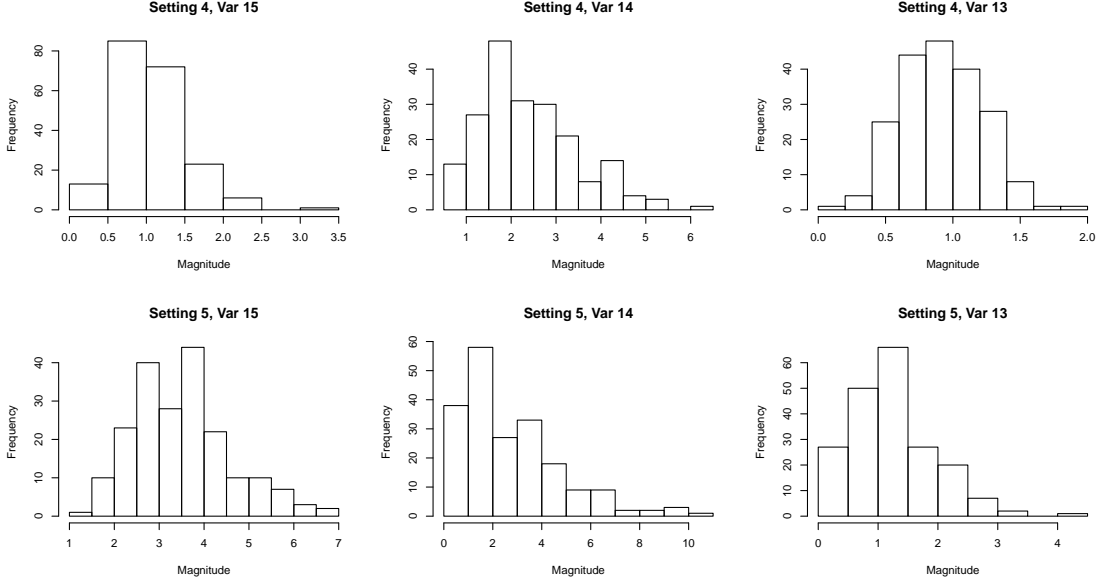 Setting 4, Var 15
Frequency
0 20 40 60 80
0.0 0.5 1.0 1.5 2.0 2.5 3.0 3.5
Magnitude
Setting 4, Var 14
Frequency
0 10 20 30 40
1 2 3 4 5 6
Magnitude
Setting 4, Var 13
Frequency
0 10 20 30 40
0.0 0.5 1.0 1.5 2.0
Magnitude
Setting 5, Var 15
Frequency
0 10 20 30 40
1 2 3 4 5 6 7
Magnitude
Setting 5, Var 14
Frequency
0 10 20 30 40 50 60
0 2 4 6 8 10
Magnitude
Setting 5, Var 13
Frequency
0 10 20 30 40 50 60
0 1 2 3 4
Magnitude